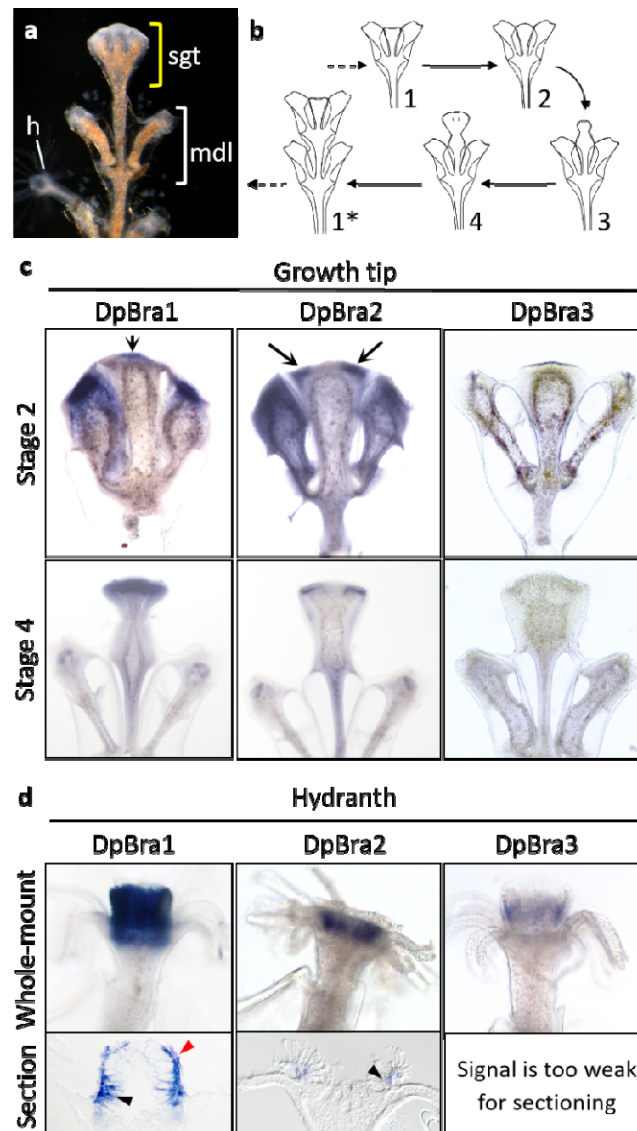 a
sgt
h
mdl
b
1
2
1*
4
3
c
Growth tip
DpBra1
DpBra2
DpBra3
Stage 2
Stage 4
d
Hydranth
DpBra1
DpBra2
DpBra3
Whole-mount
Section
Signal is too weak
for sectioning